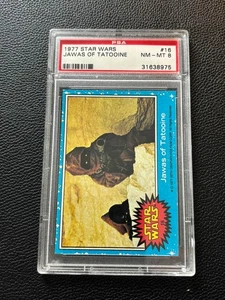 PSA
1977 STAR WARS #16
JAWAS OF TATOOINE NM-MT 8
31638975
Jawas of Tatooine
STAR
WARS